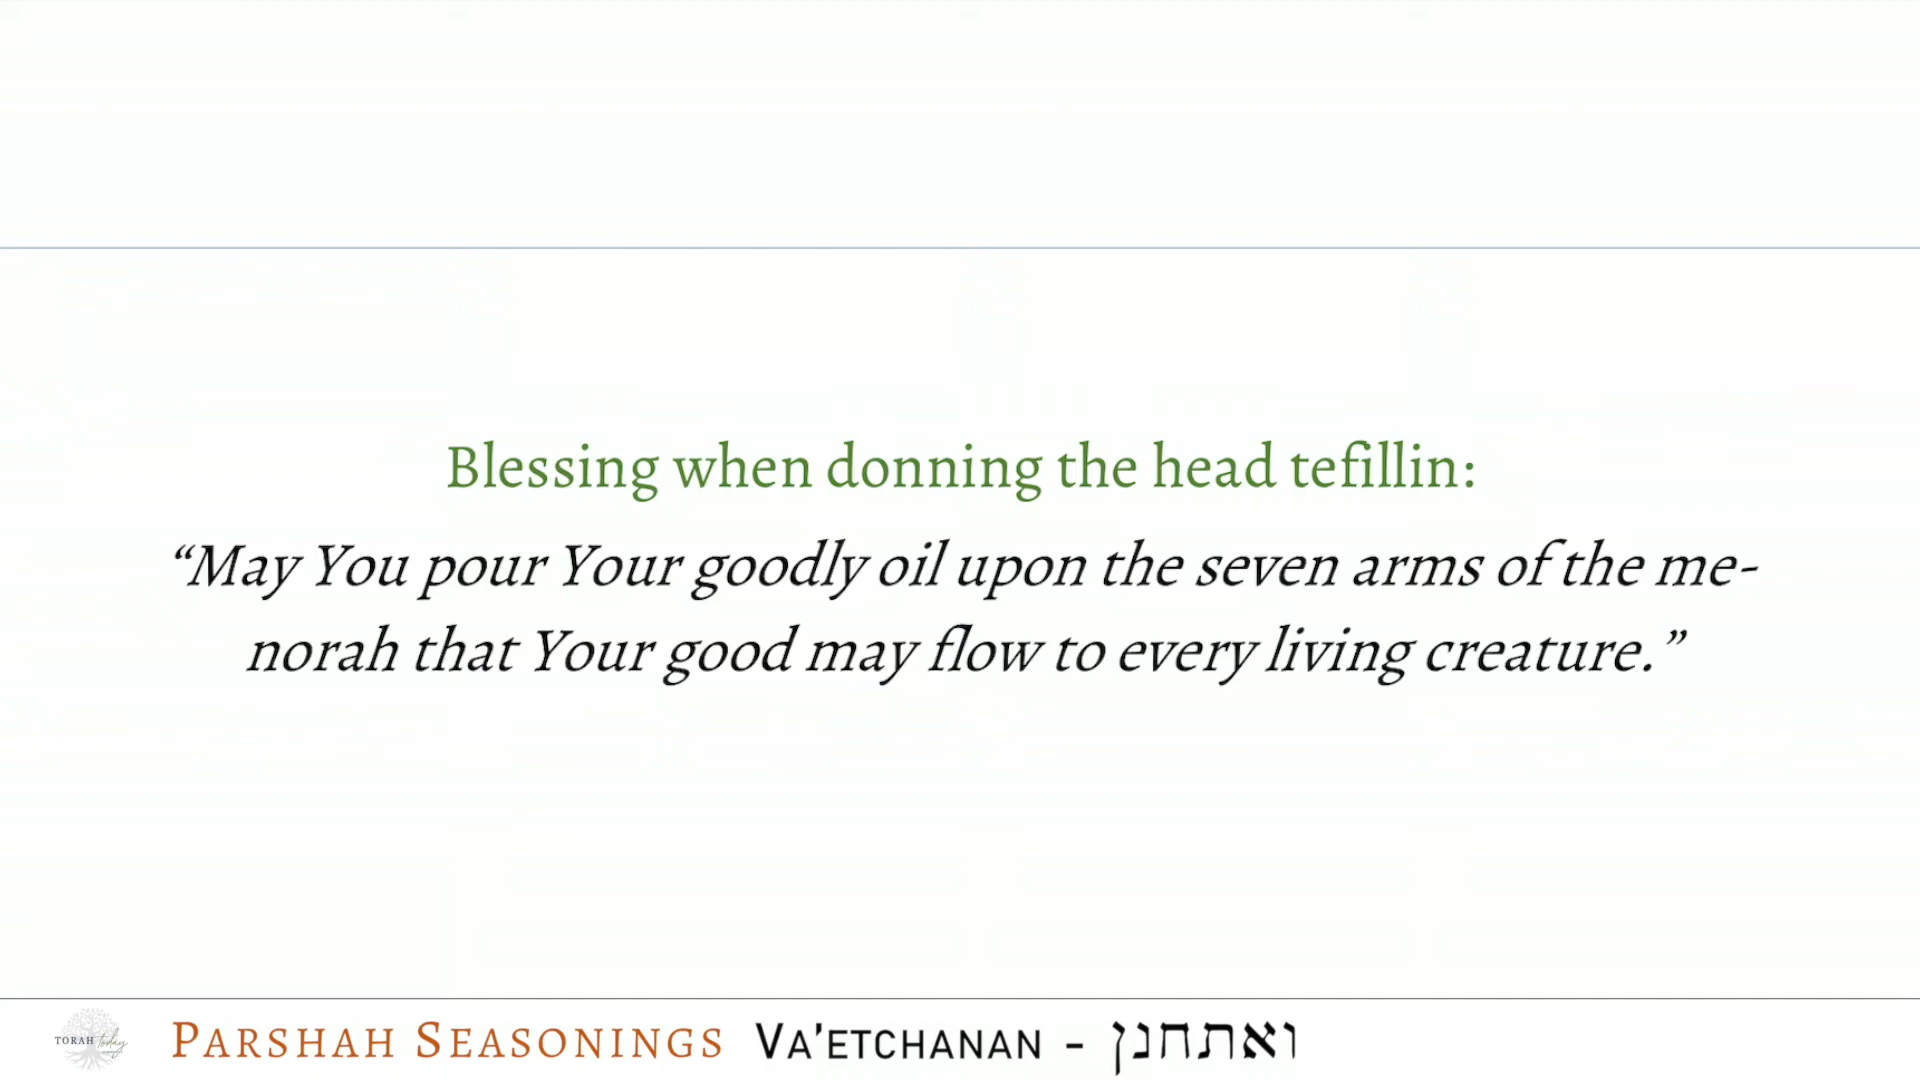 Blessing when donning the head tefillin:
“May You pour Your goodly oil upon the seven arms of the me-
norah that Your good may flow to every living creature.”
TORAH today
PARSHAH SEASONINGS VA’ETCHANAN - ואתחנן